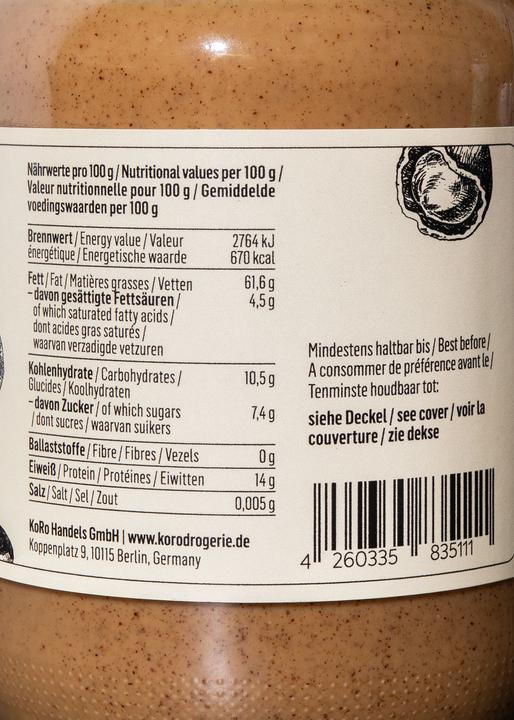 Nährwerte pro 100 g / Nutritional values per 100 g /
Valeur nutritionnelle pour 100 g / Gemiddelde
voedingswaarden per 100 g
Brennwert / Energy value / Valeur 2764 kJ
énergétique / Energetische waarde 670 kcal
Fett / Fat / Matières grasses / Vetten 61,6 g
– davon gesättigte Fettsäuren / 4,5 g
of which saturated fatty acids /
dont acides gras saturés /
waarvan verzadigde vetzuren
Kohlenhydrate / Carbohydrates / 10,5 g
Glucides / Koolhydraten
– davon Zucker / of which sugars 7,4 g
/ dont sucres / waarvan suikers
Ballaststoffe / Fibre / Fibres / Vezels 0 g
Eiweiß / Protein / Protéines / Eiwitten 14 g
Salz / Salt / Sel / Zout 0,005 g
KoRo Handels GmbH | www.korodrogerie.de
Koppenplatz 9, 10115 Berlin, Germany
Mindestens haltbar bis / Best before /
A consommer de préférence avant le /
Tenminste houdbaar tot:
siehe Deckel / see cover / voir la
couverture / zie dekse
4 260335 835111